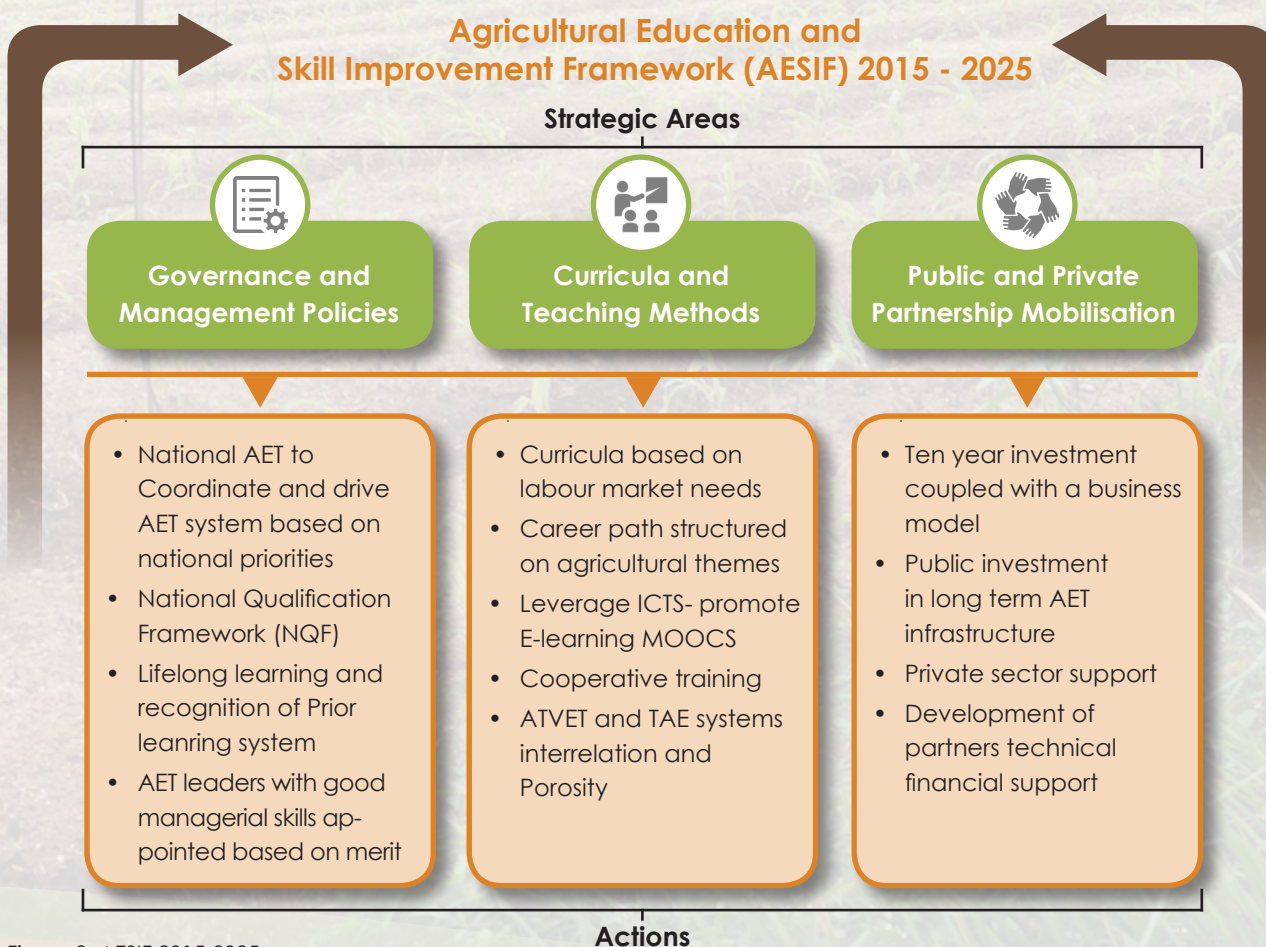 Agricultural Education and
Skill Improvement Framework (AESIF) 2015 - 2025
Strategic Areas
Governance and
Management Policies
Curricula and
Teaching Methods
Public and Private
Partnership Mobilisation
• National AET to
Coordinate and drive
AET system based on
national priorities
• National Qualification
Framework (NQF)
• Lifelong learning and
recognition of Prior
leanring system
• AET leaders with good
managerial skills ap-
pointed based on merit
• Curricula based on
labour market needs
• Career path structured
on agricultural themes
• Leverage ICTS- promote
E-learning MOOCS
• Cooperative training
• ATVET and TAE systems
interrelation and
Porosity
• Ten year investment
coupled with a business
model
• Public investment
in long term AET
infrastructure
• Private sector support
• Development of
partners technical
financial support
Actions